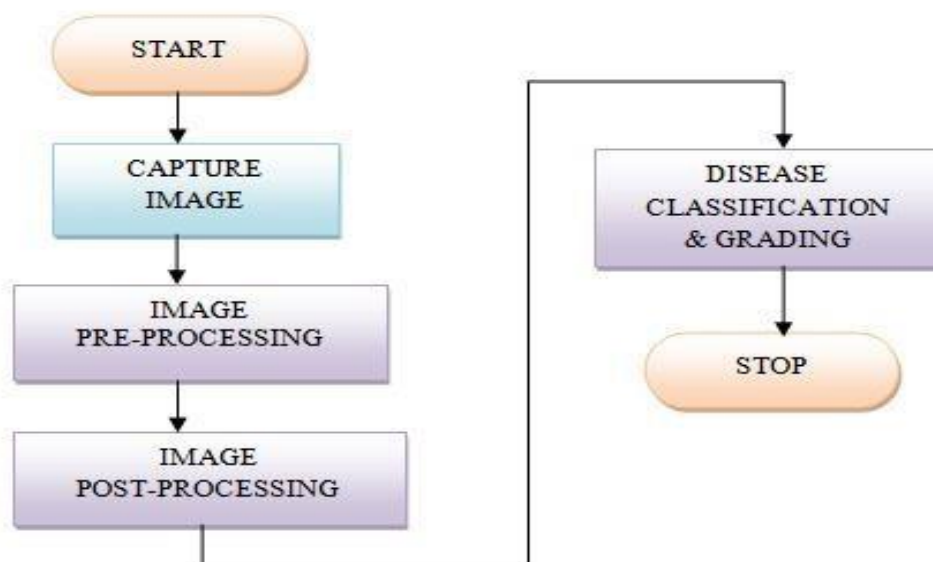 START
CAPTURE
IMAGE
IMAGE
PRE-PROCESSING
IMAGE
POST-PROCESSING
DISEASE
CLASSIFICATION
& GRADING
STOP